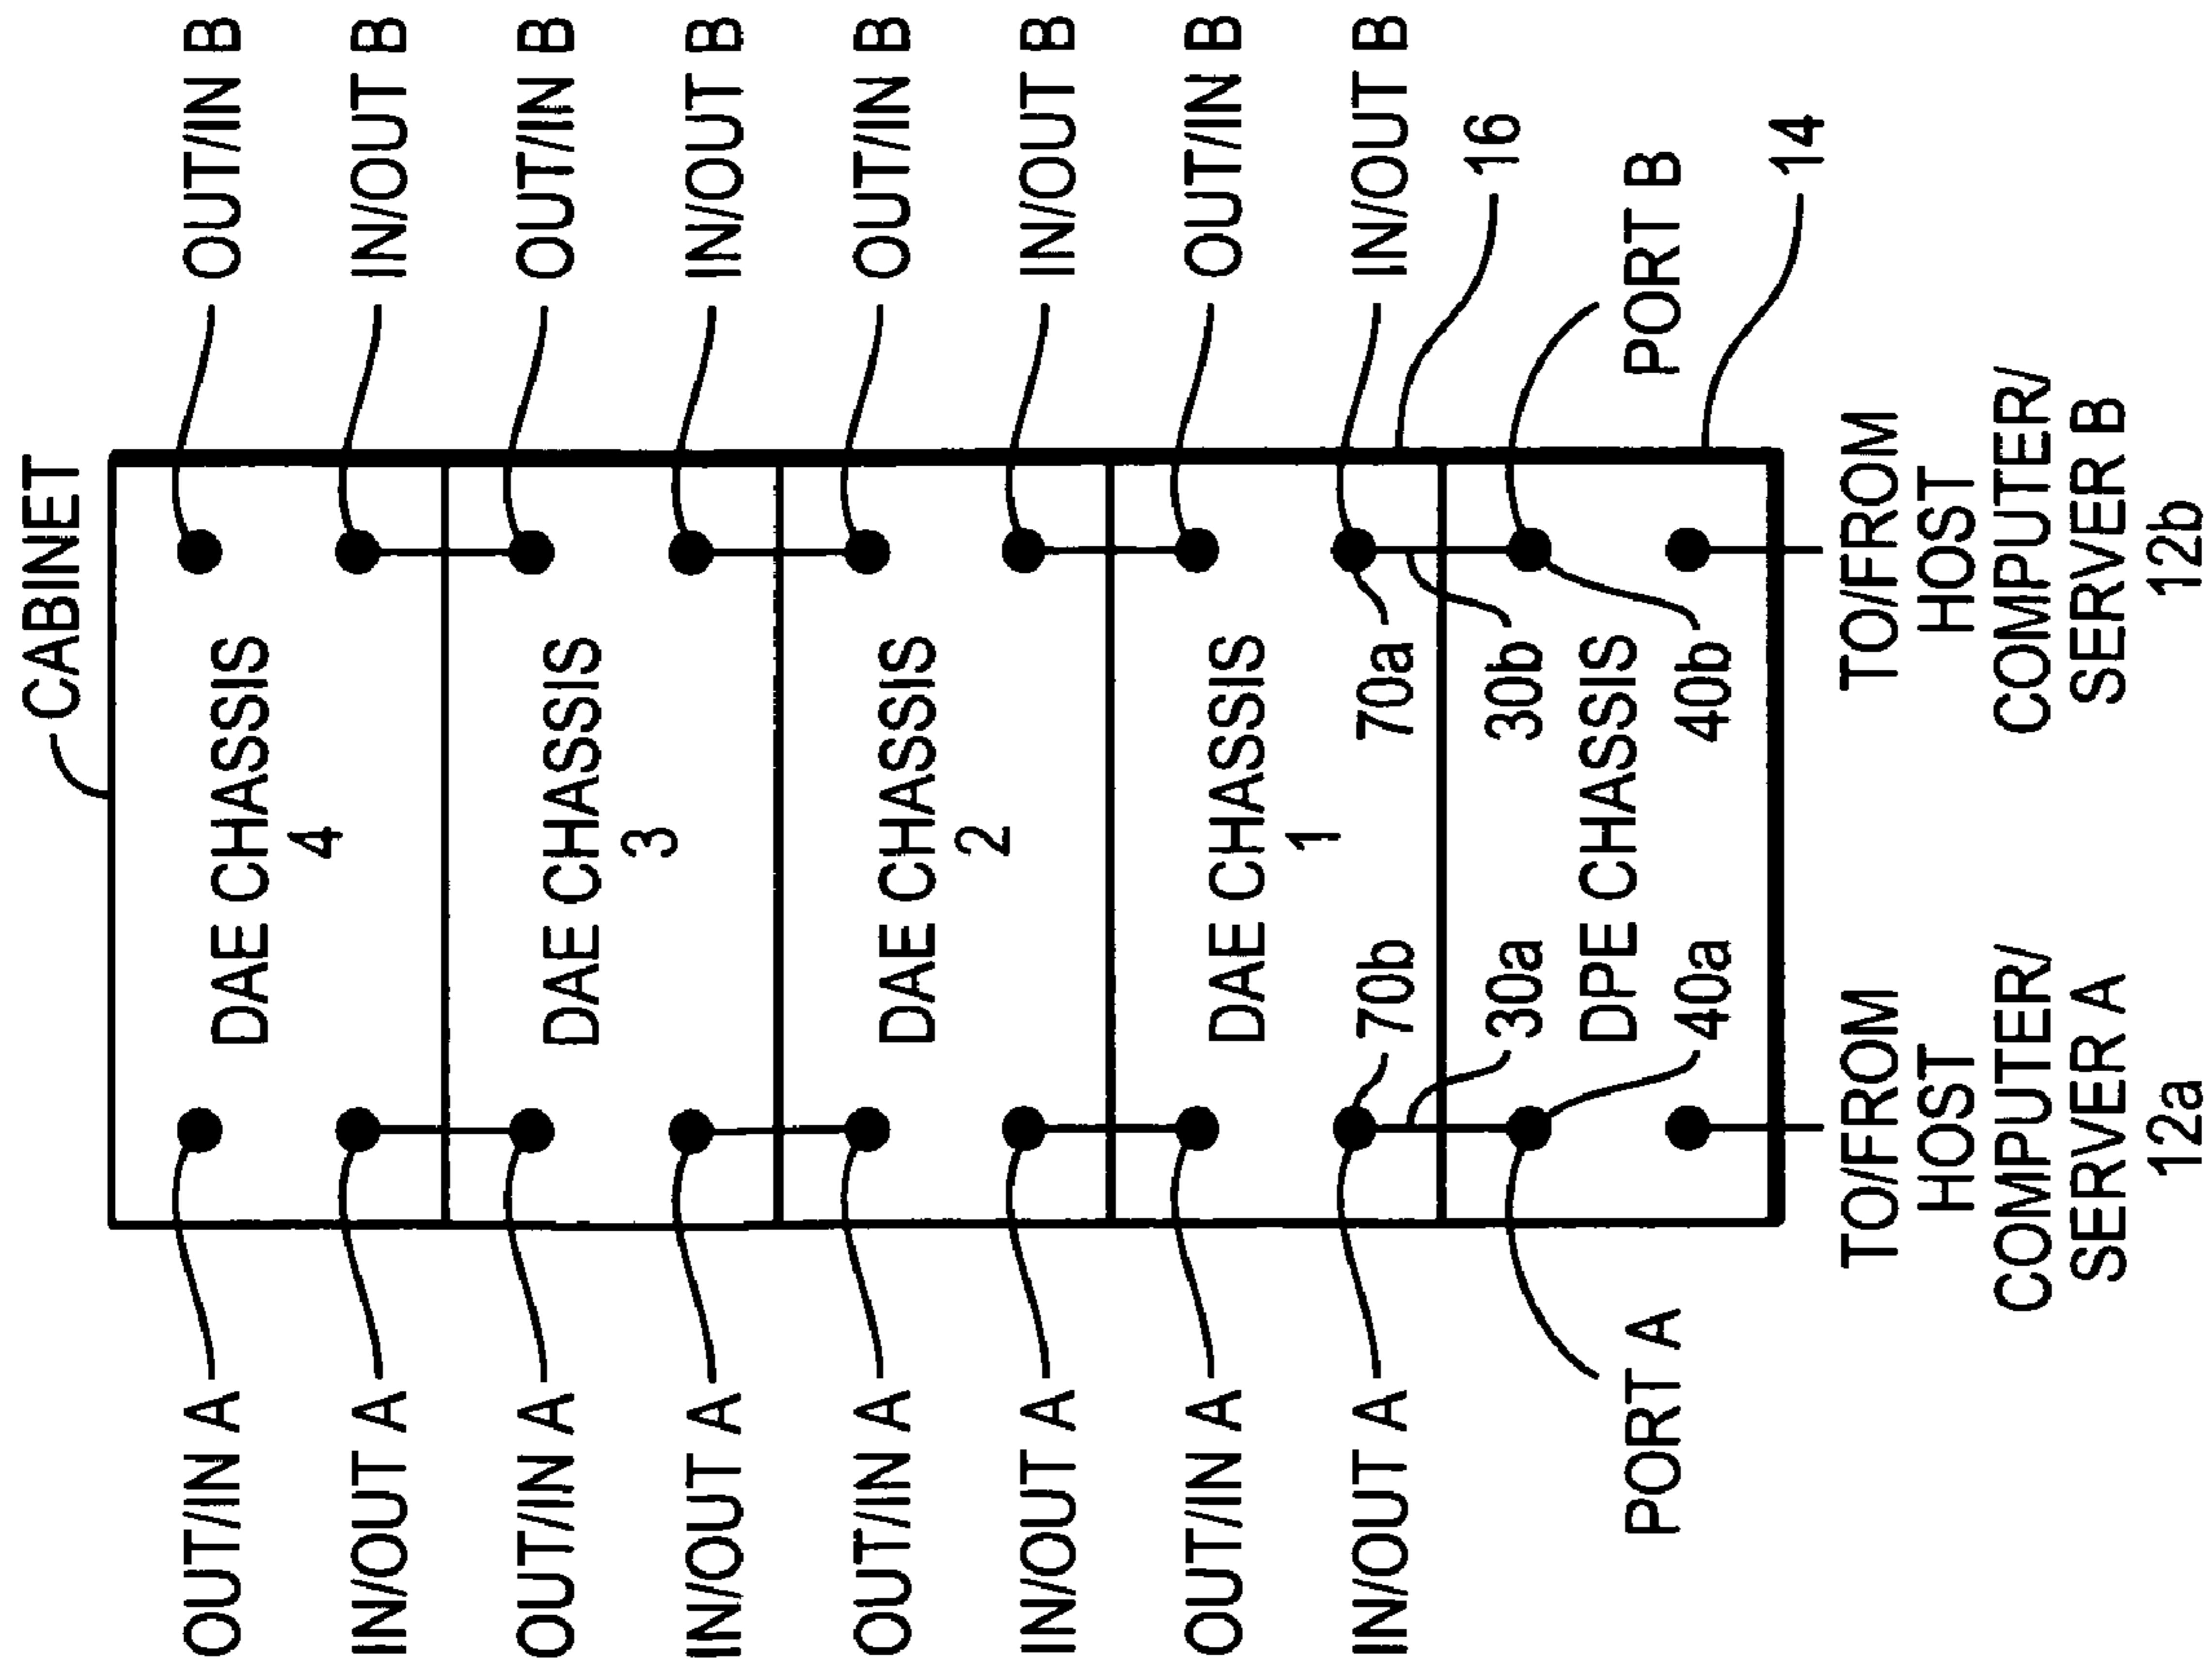 CABINET
OUT/IN A
DAE CHASSIS
4
OUT/IN B
IN/OUT A
IN/OUT B
OUT/IN A
DAE CHASSIS
3
OUT/IN B
IN/OUT A
IN/OUT B
OUT/IN A
DAE CHASSIS
2
OUT/IN B
IN/OUT A
IN/OUT B
OUT/IN A
DAE CHASSIS
1
OUT/IN B
IN/OUT A
70b
70a
IN/OUT B
30a
30b
16
DPE CHASSIS
PORT A
40a
40b
PORT B
14
TO/FROM
HOST
COMPUTER/
SERVER A
12a
TO/FROM
HOST
COMPUTER/
SERVER B
12b